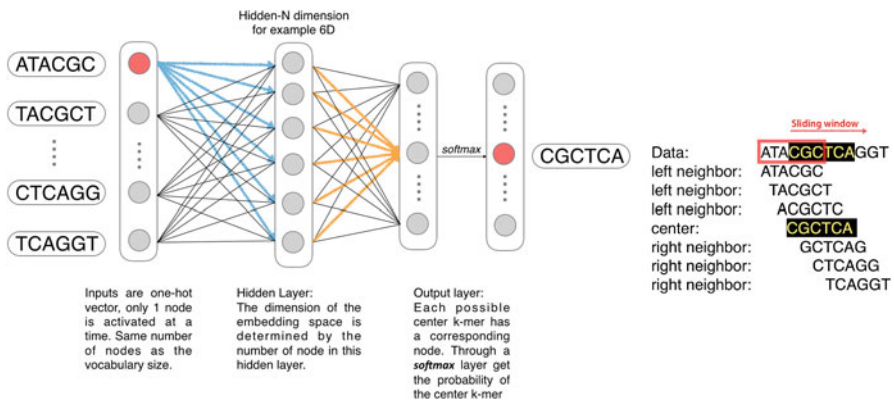 Hidden-N dimension
for example 6D
ATACGC
TACGCT
CTCAGG
TCAGGT
softmax
CGCTCA
Inputs are one-hot
vector, only 1 node
is activated at a
time. Same number
of nodes as the
vocabulary size.
Hidden Layer:
The dimension of the
embedding space is
determined by the
number of node in this
hidden layer.
Output layer:
Each possible
center k-mer has
a corresponding
node. Through a
softmax layer get
the probability of
the center k-mer
Sliding window
Data: ATACGCTCAGGT
left neighbor: ATACGC
left neighbor: TACGCT
left neighbor: ACGCTC
center: CGCTCA
right neighbor: GCTCAG
right neighbor: CTCAGG
right neighbor: TCAGGT